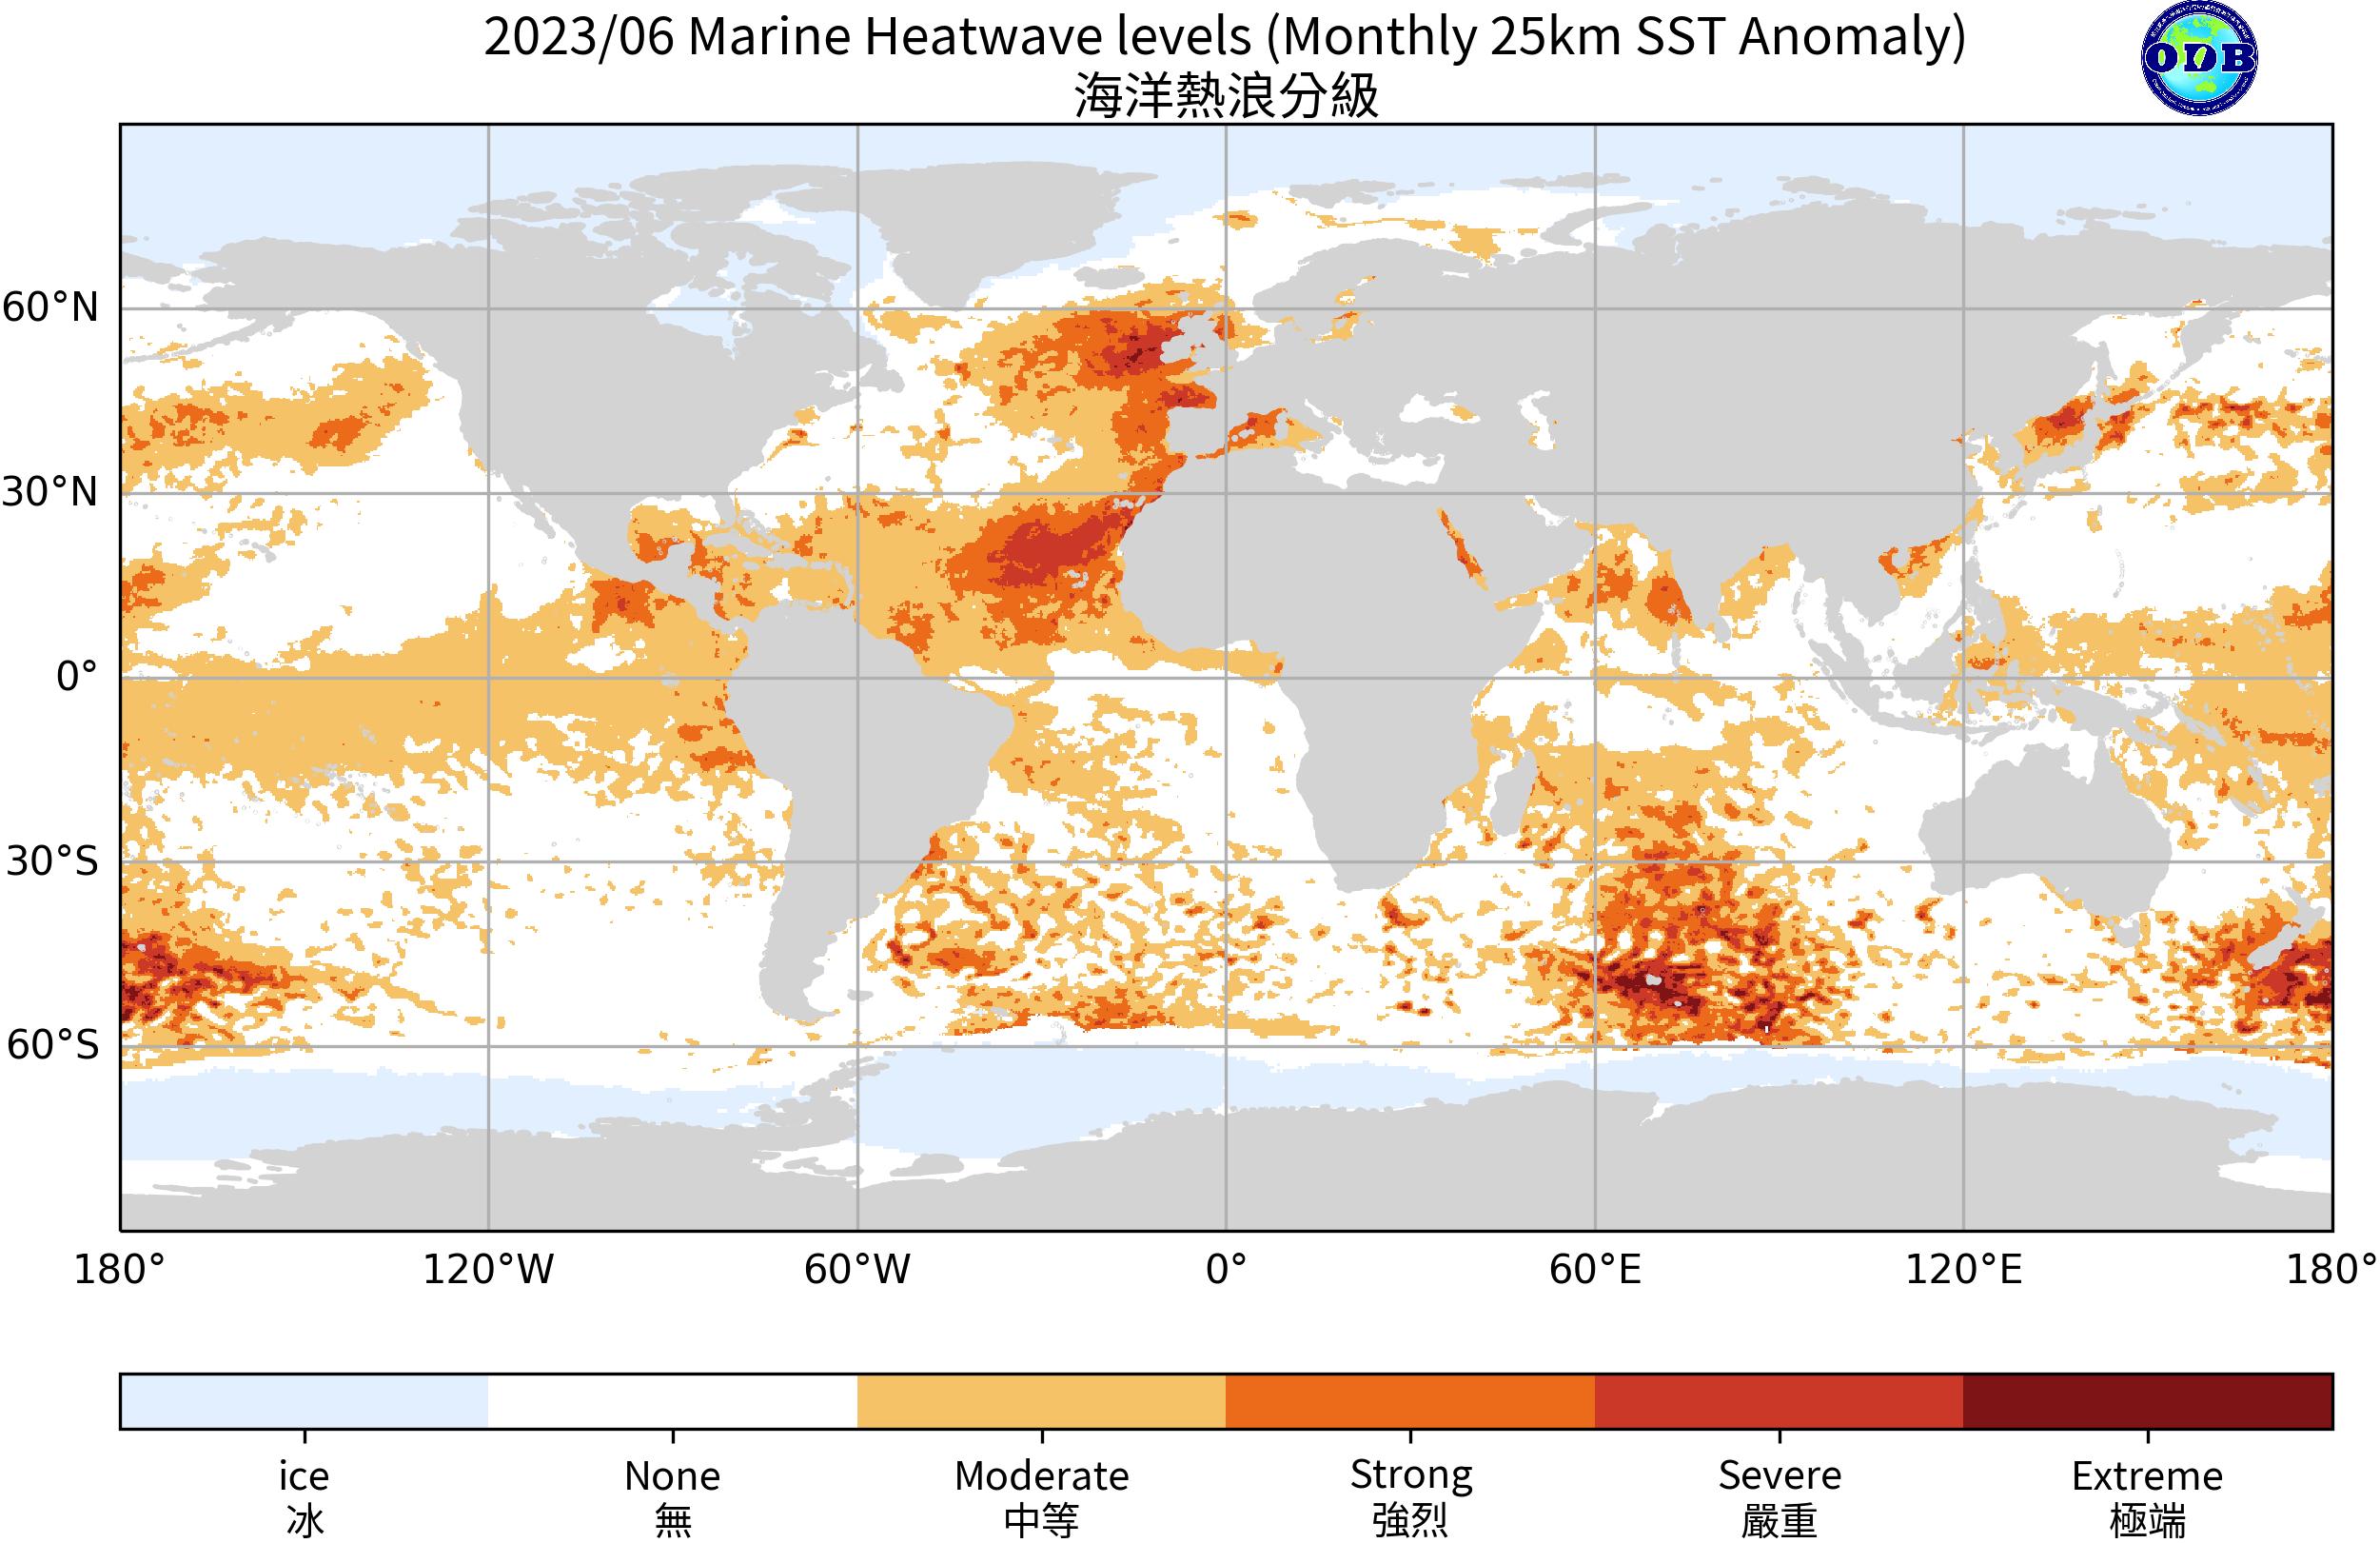 2023/06 Marine Heatwave levels (Monthly 25km SST Anomaly)
海洋熱浪分級
ODB
60°N
30°N
0°
30°S
60°S
180° 120°W 60°W 0° 60°E 120°E 180°
ice None Moderate Strong Severe Extreme
冰 無 中等 強烈 嚴重 極端